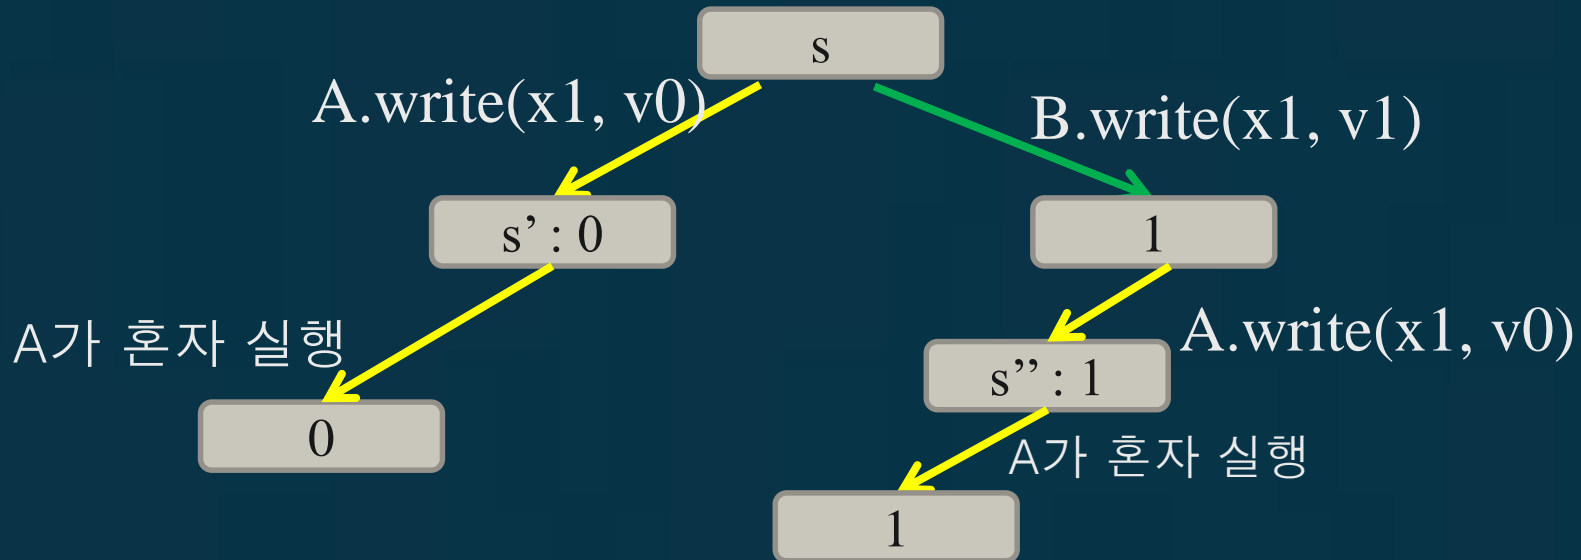 s
A.write(x1, v0)
B.write(x1, v1)
s’ : 0
1
A가 혼자 실행
A.write(x1, v0)
s” : 1
0
A가 혼자 실행
1